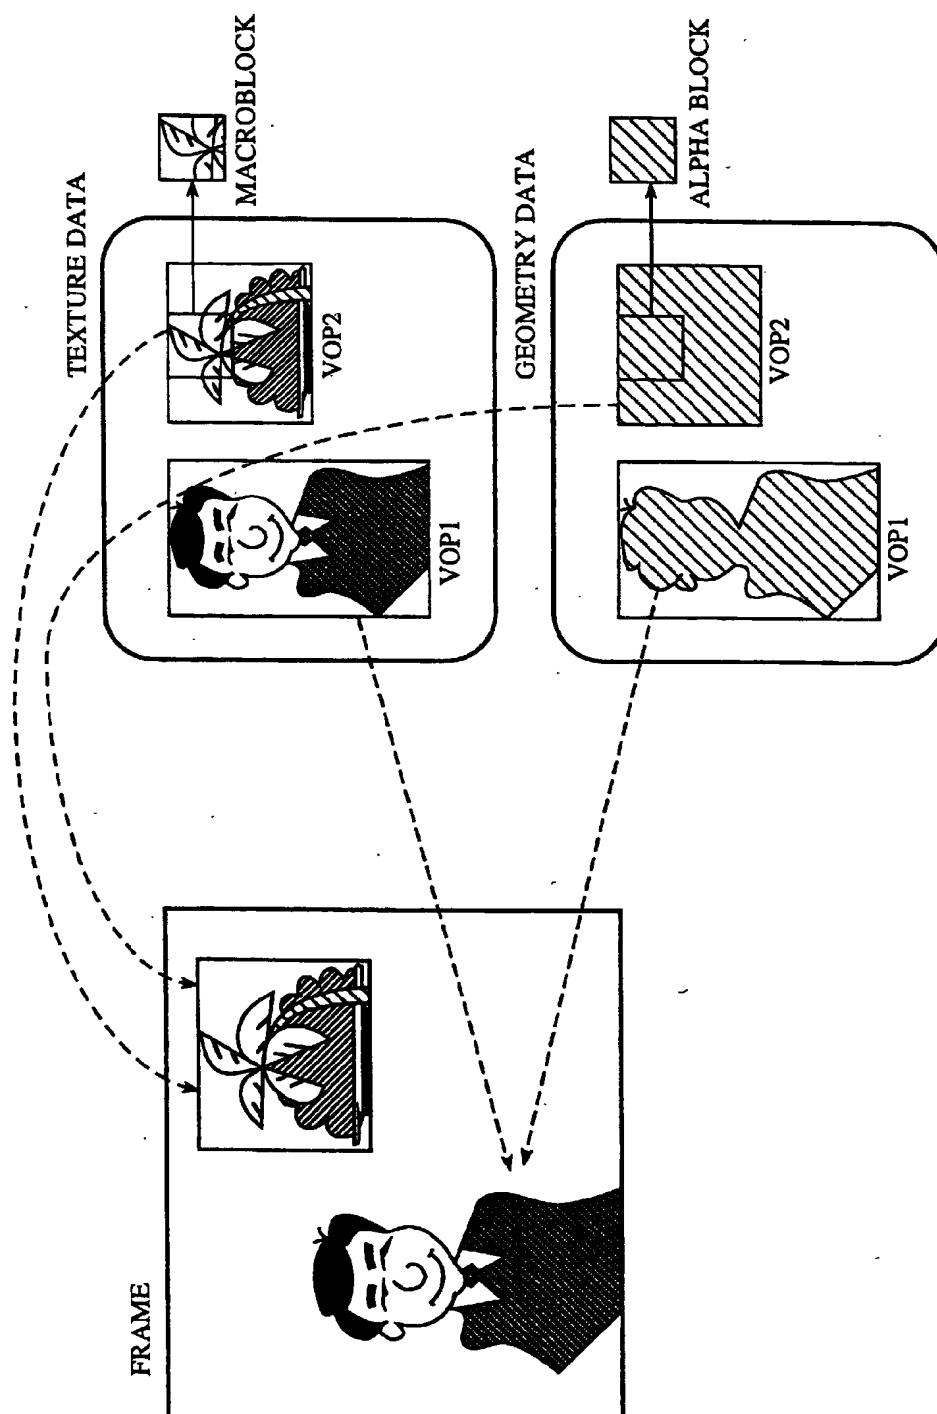 FRAME
TEXTURE DATA
VOP1
VOP2
MACROBLOCK
GEOMETRY DATA
VOP1
VOP2
ALPHA BLOCK